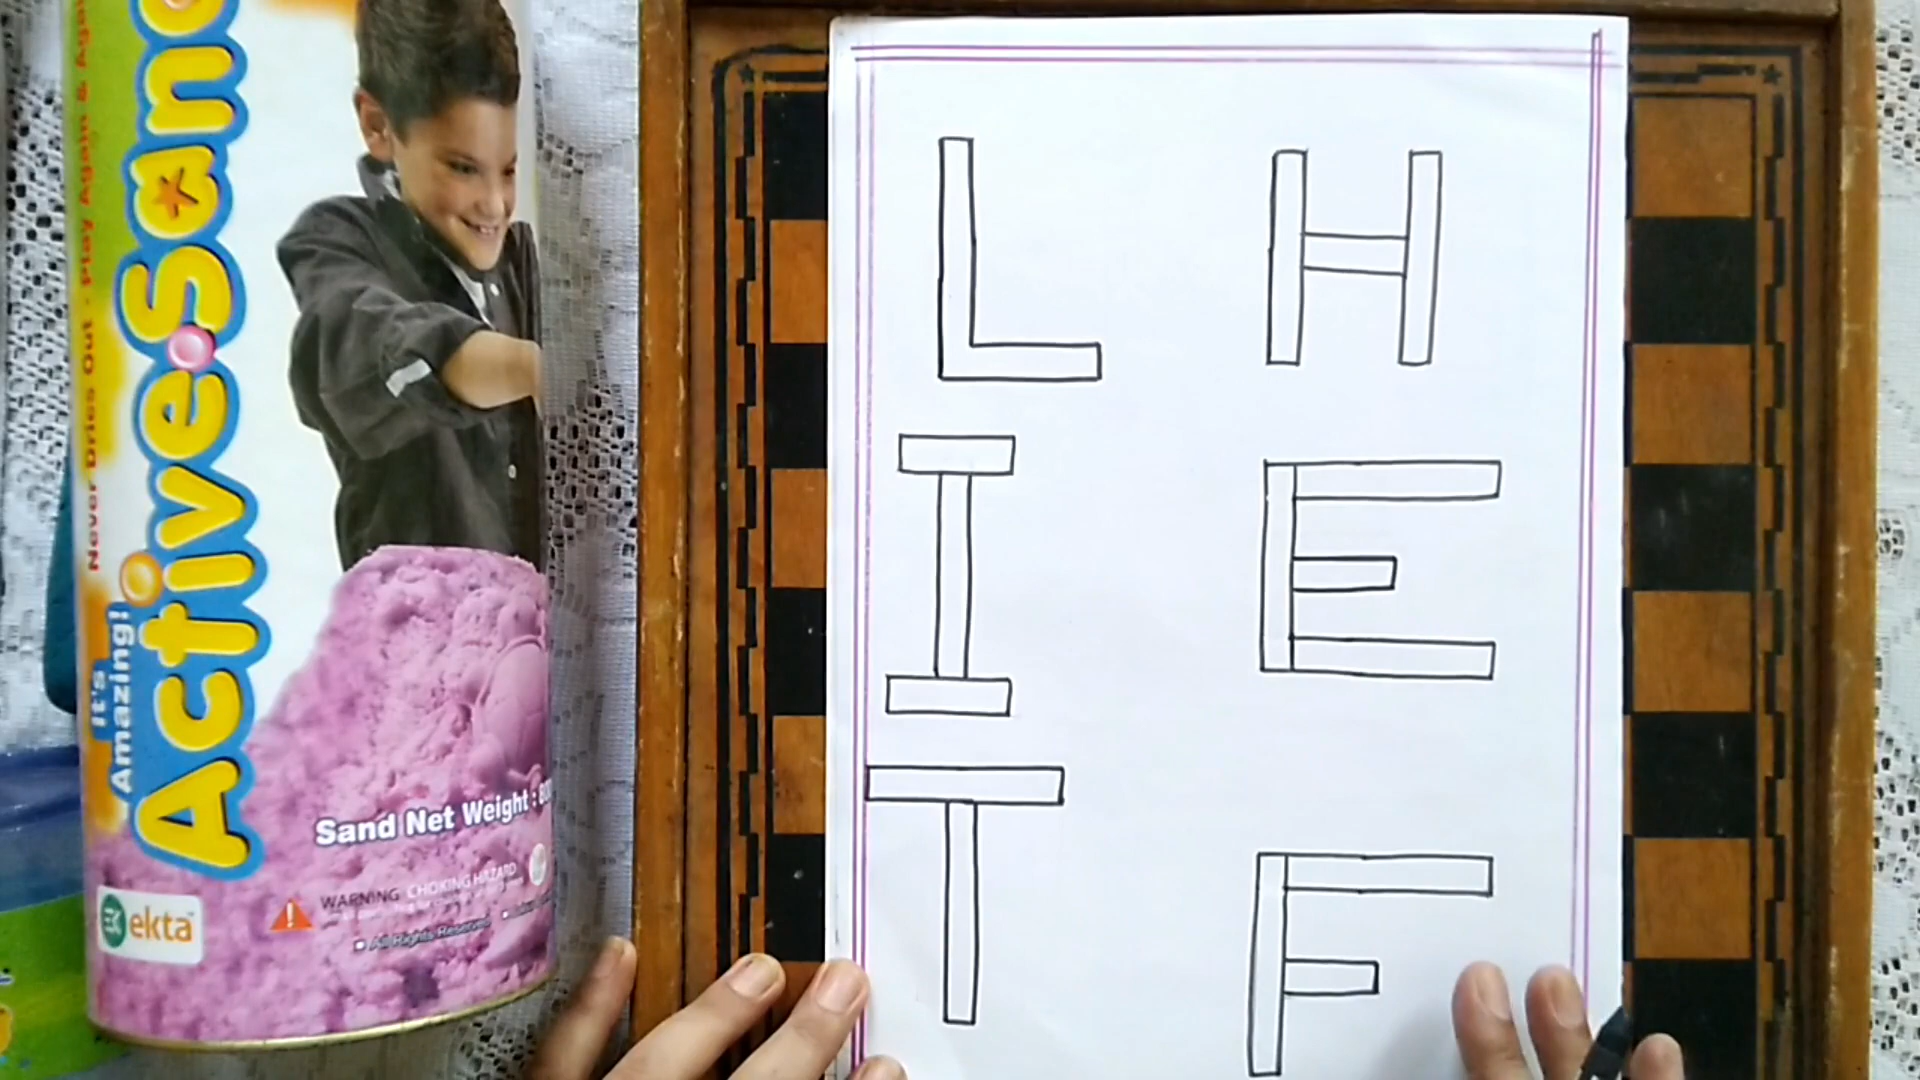 Never Dries Out - Play Again & Again
It's
Amazing!
Active Sand
Sand Net Weight :
WARNING CHOKING HAZARD
All Rights Reserved
ekta
L H
I E
T F